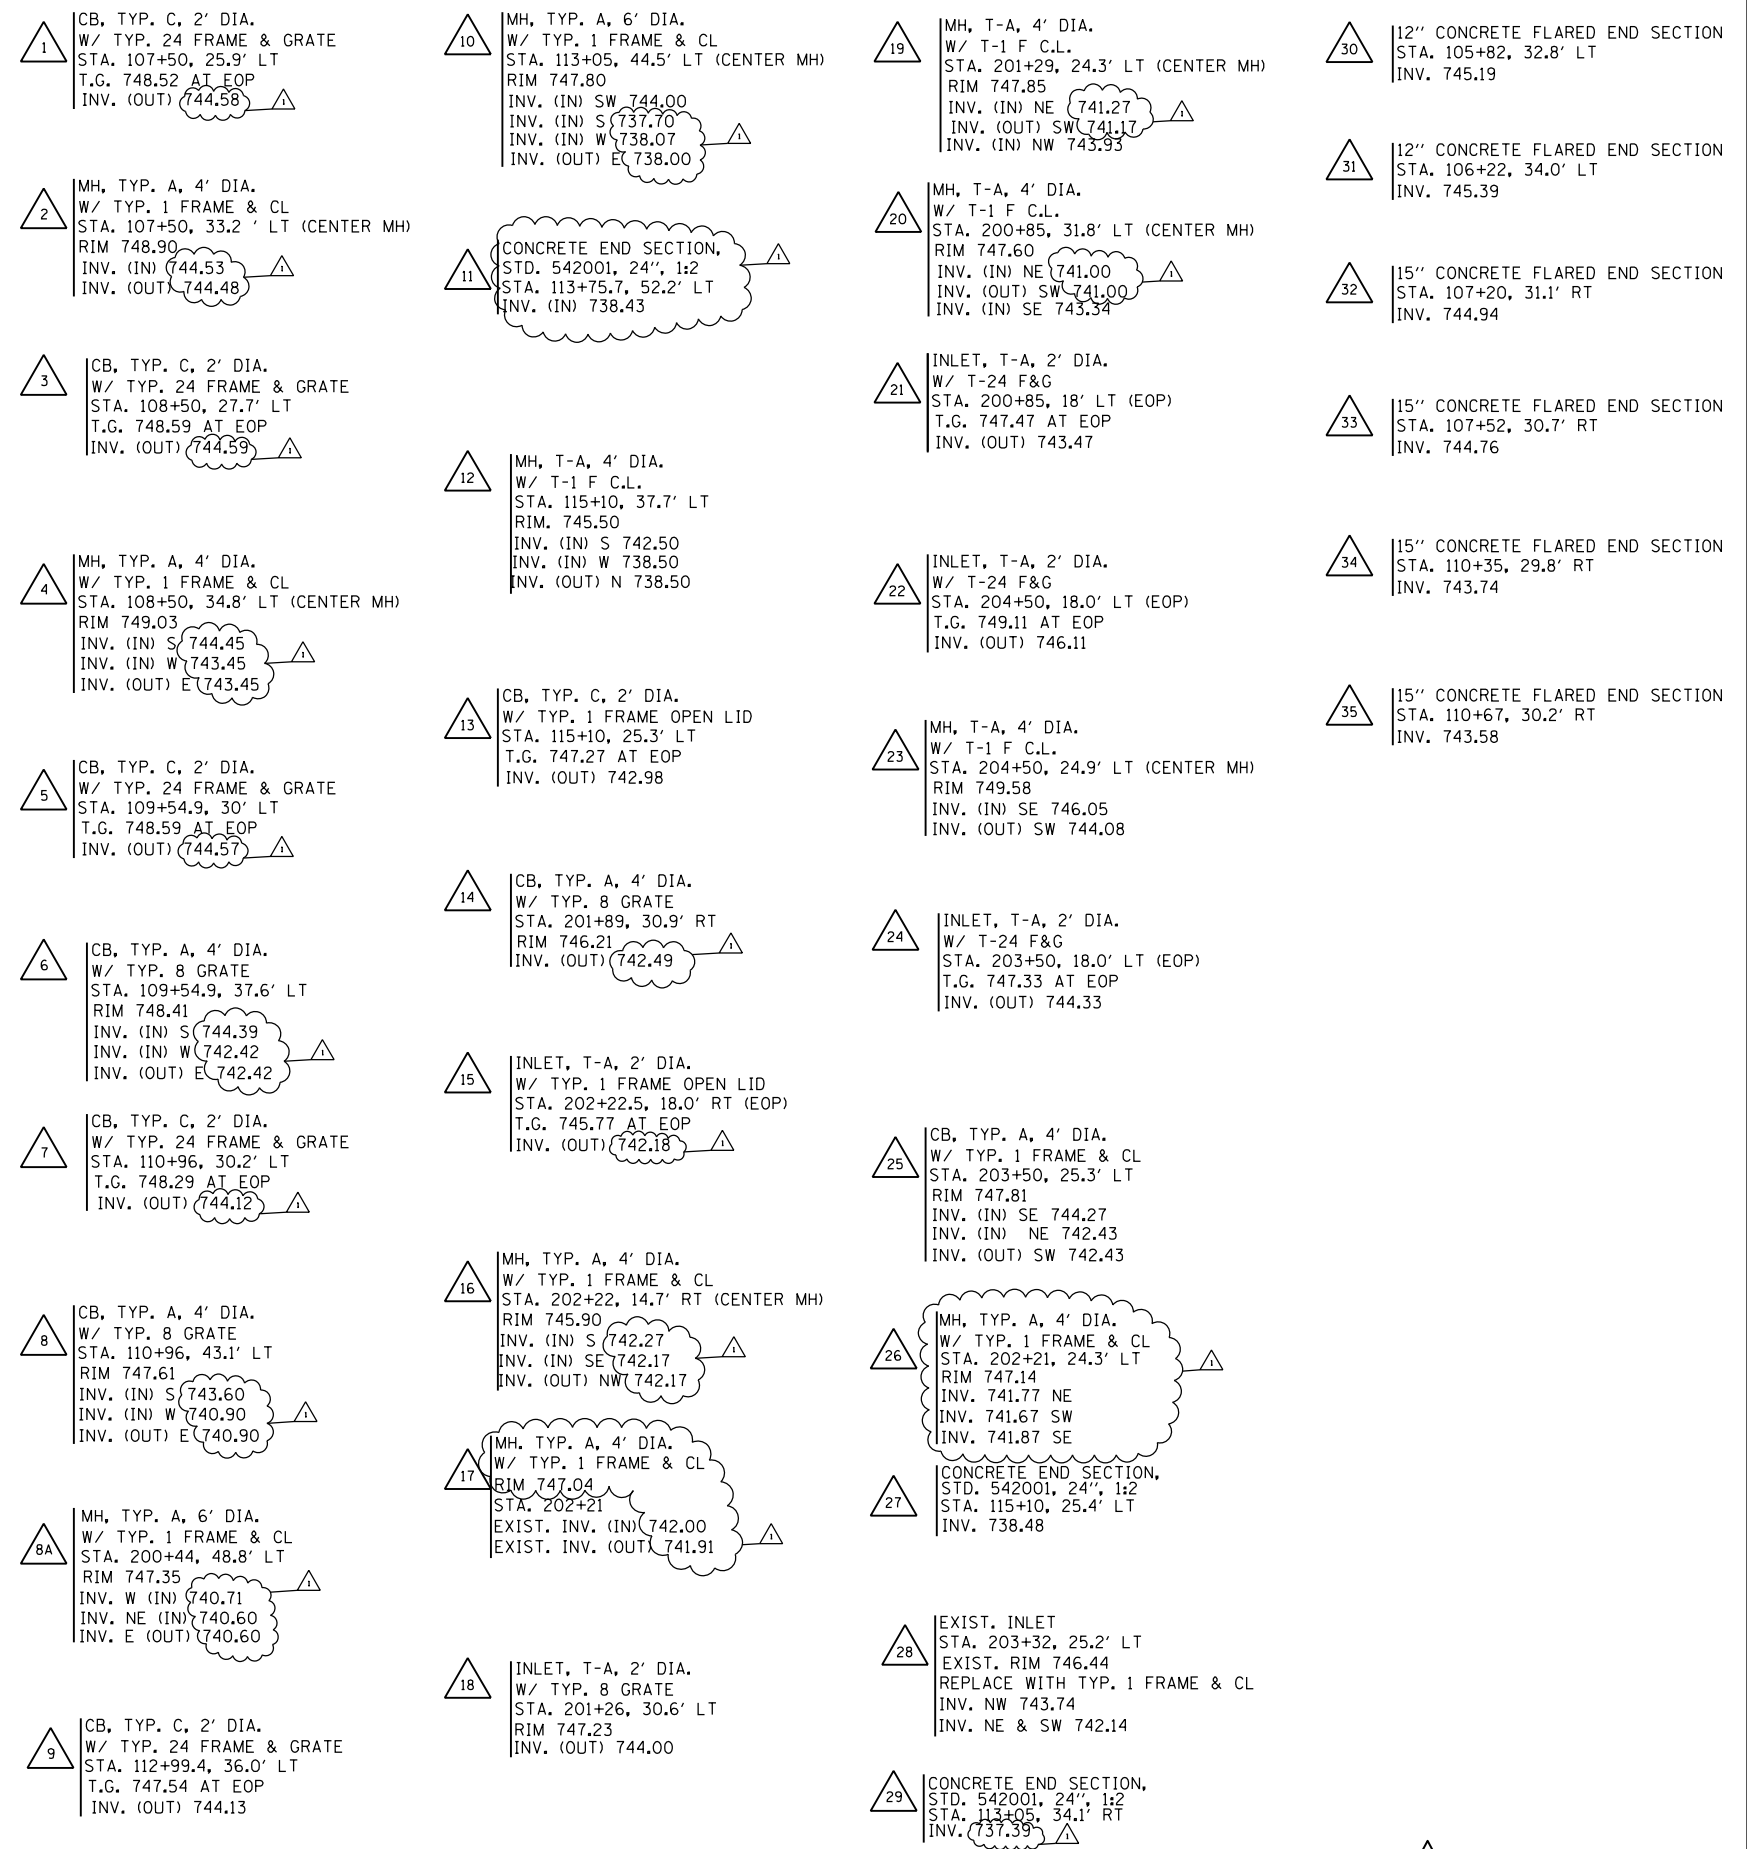 1
CB, TYP. C, 2' DIA.
W/ TYP. 24 FRAME & GRATE
STA. 107+50, 25.9' LT
T.G. 748.52 AT EOP
INV. (OUT) 744.58
1
2
MH, TYP. A, 4' DIA.
W/ TYP. 1 FRAME & CL
STA. 107+50, 33.2 ' LT (CENTER MH)
RIM 748.90
INV. (IN) 744.53
INV. (OUT) 744.48
1
3
CB, TYP. C, 2' DIA.
W/ TYP. 24 FRAME & GRATE
STA. 108+50, 27.7' LT
T.G. 748.59 AT EOP
INV. (OUT) 744.59
1
4
MH, TYP. A, 4' DIA.
W/ TYP. 1 FRAME & CL
STA. 108+50, 34.8' LT (CENTER MH)
RIM 749.03
INV. (IN) S 744.45
INV. (IN) W 743.45
INV. (OUT) E 743.45
1
5
CB, TYP. C, 2' DIA.
W/ TYP. 24 FRAME & GRATE
STA. 109+54.9, 30' LT
T.G. 748.59 AT EOP
INV. (OUT) 744.57
1
6
CB, TYP. A, 4' DIA.
W/ TYP. 8 GRATE
STA. 109+54.9, 37.6' LT
RIM 748.41
INV. (IN) S 744.39
INV. (IN) W 742.42
INV. (OUT) E 742.42
1
7
CB, TYP. C, 2' DIA.
W/ TYP. 24 FRAME & GRATE
STA. 110+96, 30.2' LT
T.G. 748.29 AT EOP
INV. (OUT) 744.12
1
8
CB, TYP. A, 4' DIA.
W/ TYP. 8 GRATE
STA. 110+96, 43.1' LT
RIM 747.61
INV. (IN) S 743.60
INV. (IN) W 740.90
INV. (OUT) E 740.90
1
8A
MH, TYP. A, 6' DIA.
W/ TYP. 1 FRAME & CL
STA. 200+44, 48.8' LT
RIM 747.35
INV. W (IN) 740.71
INV. NE (IN) 740.60
INV. E (OUT) 740.60
1
9
CB, TYP. C, 2' DIA.
W/ TYP. 24 FRAME & GRATE
STA. 112+99.4, 36.0' LT
T.G. 747.54 AT EOP
INV. (OUT) 744.13
10
MH, TYP. A, 6' DIA.
W/ TYP. 1 FRAME & CL
STA. 113+05, 44.5' LT (CENTER MH)
RIM 747.80
INV. (IN) SW 744.00
INV. (IN) S 737.70
INV. (IN) W 738.07
INV. (OUT) E 738.00
1
11
CONCRETE END SECTION,
STD. 542001, 24'', 1:2
STA. 113+75.7, 52.2' LT
INV. (IN) 738.43
1
12
MH, T-A, 4' DIA.
W/ T-1 F C.L.
STA. 115+10, 37.7' LT
RIM. 745.50
INV. (IN) S 742.50
INV. (IN) W 738.50
INV. (OUT) N 738.50
13
CB, TYP. C, 2' DIA.
W/ TYP. 1 FRAME OPEN LID
STA. 115+10, 25.3' LT
T.G. 747.27 AT EOP
INV. (OUT) 742.98
14
CB, TYP. A, 4' DIA.
W/ TYP. 8 GRATE
STA. 201+89, 30.9' RT
RIM 746.21
INV. (OUT) 742.49
1
15
INLET, T-A, 2' DIA.
W/ TYP. 1 FRAME OPEN LID
STA. 202+22.5, 18.0' RT (EOP)
T.G. 745.77 AT EOP
INV. (OUT) 742.18
1
16
MH, TYP. A, 4' DIA.
W/ TYP. 1 FRAME & CL
STA. 202+22, 14.7' RT (CENTER MH)
RIM 745.90
INV. (IN) S 742.27
INV. (IN) SE 742.17
INV. (OUT) NW 742.17
1
17
MH. TYP. A, 4' DIA.
W/ TYP. 1 FRAME & CL
RIM 747.04
STA. 202+21
EXIST. INV. (IN) 742.00
EXIST. INV. (OUT) 741.91
1
18
INLET, T-A, 2' DIA.
W/ TYP. 8 GRATE
STA. 201+26, 30.6' LT
RIM 747.23
INV. (OUT) 744.00
19
MH, T-A, 4' DIA.
W/ T-1 F C.L.
STA. 201+29, 24.3' LT (CENTER MH)
RIM 747.85
INV. (IN) NE 741.27
INV. (OUT) SW 741.17
INV. (IN) NW 743.93
1
20
MH, T-A, 4' DIA.
W/ T-1 F C.L.
STA. 200+85, 31.8' LT (CENTER MH)
RIM 747.60
INV. (IN) NE 741.00
INV. (OUT) SW 741.00
INV. (IN) SE 743.34
1
21
INLET, T-A, 2' DIA.
W/ T-24 F&G
STA. 200+85, 18' LT (EOP)
T.G. 747.47 AT EOP
INV. (OUT) 743.47
22
INLET, T-A, 2' DIA.
W/ T-24 F&G
STA. 204+50, 18.0' LT (EOP)
T.G. 749.11 AT EOP
INV. (OUT) 746.11
23
MH, T-A, 4' DIA.
W/ T-1 F C.L.
STA. 204+50, 24.9' LT (CENTER MH)
RIM 749.58
INV. (IN) SE 746.05
INV. (OUT) SW 744.08
24
INLET, T-A, 2' DIA.
W/ T-24 F&G
STA. 203+50, 18.0' LT (EOP)
T.G. 747.33 AT EOP
INV. (OUT) 744.33
25
CB, TYP. A, 4' DIA.
W/ TYP. 1 FRAME & CL
STA. 203+50, 25.3' LT
RIM 747.81
INV. (IN) SE 744.27
INV. (IN) NE 742.43
INV. (OUT) SW 742.43
26
MH, TYP. A, 4' DIA.
W/ TYP. 1 FRAME & CL
STA. 202+21, 24.3' LT
RIM 747.14
INV. 741.77 NE
INV. 741.67 SW
INV. 741.87 SE
1
27
CONCRETE END SECTION,
STD. 542001, 24'', 1:2
STA. 115+10, 25.4' LT
INV. 738.48
28
EXIST. INLET
STA. 203+32, 25.2' LT
EXIST. RIM 746.44
REPLACE WITH TYP. 1 FRAME & CL
INV. NW 743.74
INV. NE & SW 742.14
29
CONCRETE END SECTION,
STD. 542001, 24'', 1:2
STA. 113+05, 34.1' RT
INV. 737.39
1
30
12'' CONCRETE FLARED END SECTION
STA. 105+82, 32.8' LT
INV. 745.19
31
12'' CONCRETE FLARED END SECTION
STA. 106+22, 34.0' LT
INV. 745.39
32
15'' CONCRETE FLARED END SECTION
STA. 107+20, 31.1' RT
INV. 744.94
33
15'' CONCRETE FLARED END SECTION
STA. 107+52, 30.7' RT
INV. 744.76
34
15'' CONCRETE FLARED END SECTION
STA. 110+35, 29.8' RT
INV. 743.74
35
15'' CONCRETE FLARED END SECTION
STA. 110+67, 30.2' RT
INV. 743.58